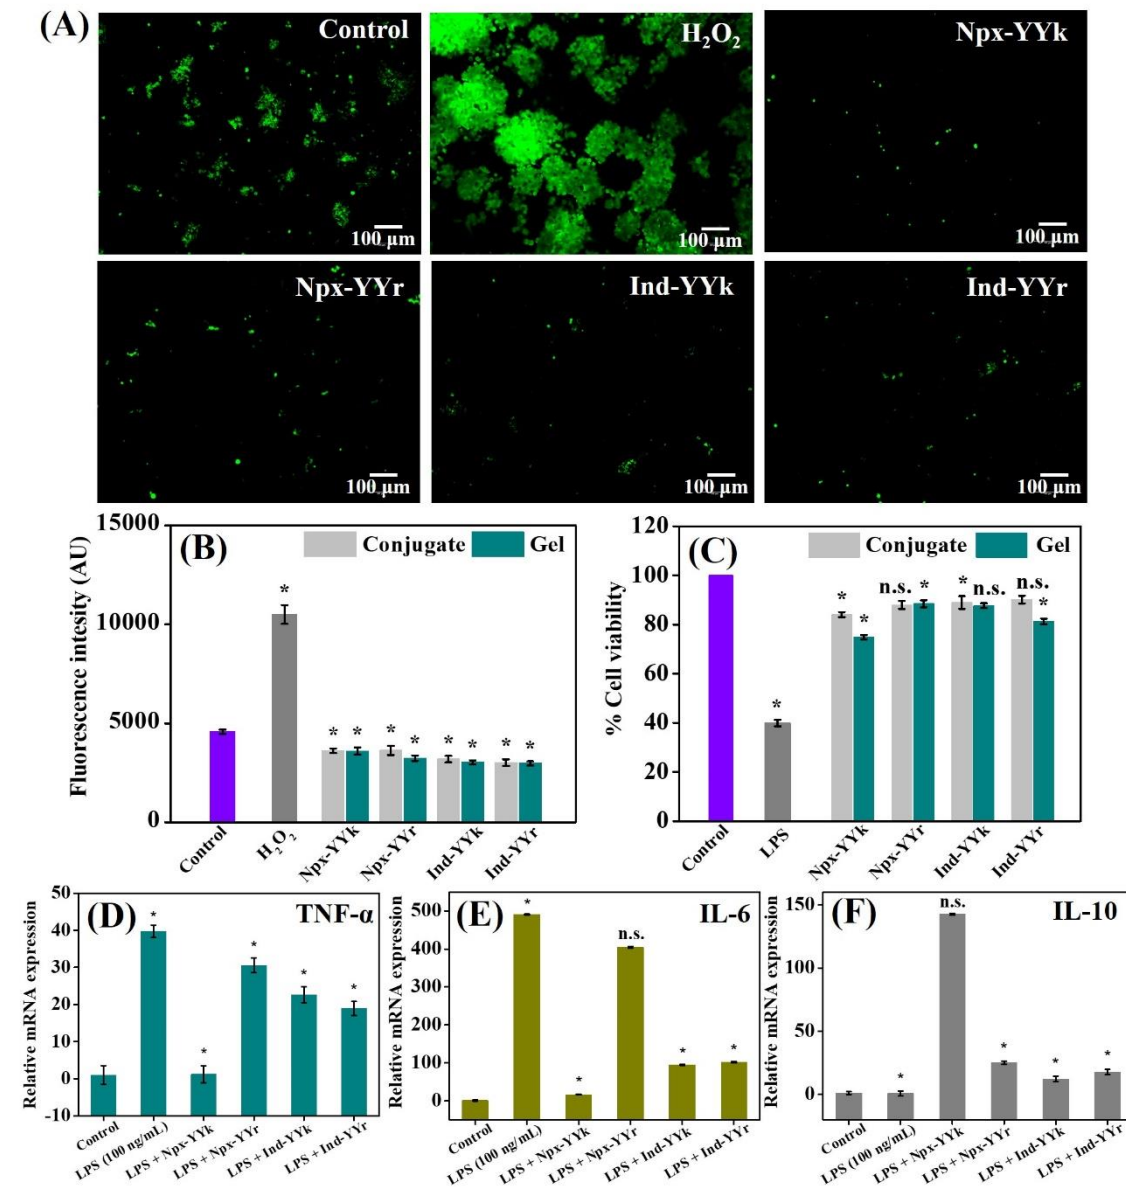 (A)
Control
H₂O₂
Npx-YYk
100 µm
100 µm
100 µm
Npx-YYr
Ind-YYk
Ind-YYr
100 µm
100 µm
100 µm
(B)
Conjugate
Gel
Fluorescence intesity (AU)
15000
10000
5000
0
*
* * * * * * * *
Control
H₂O₂
Npx-YYk
Npx-YYr
Ind-YYk
Ind-YYr
(C)
Conjugate
Gel
% Cell viability
120
100
80
60
40
20
0
*
* * n.s. * * n.s. n.s. *
Control
LPS
Npx-YYk
Npx-YYr
Ind-YYk
Ind-YYr
(D)
TNF-α
Relative mRNA expression
50
40
30
20
10
0
-10
* * * * *
Control
LPS (100 ng/mL)
LPS + Npx-YYk
LPS + Npx-YYr
LPS + Ind-YYk
LPS + Ind-YYr
(E)
IL-6
Relative mRNA expression
500
400
300
200
100
0
* * n.s. * *
Control
LPS (100 ng/mL)
LPS + Npx-YYk
LPS + Npx-YYr
LPS + Ind-YYk
LPS + Ind-YYr
(F)
IL-10
Relative mRNA expression
150
100
50
0
* n.s. * * *
Control
LPS (100 ng/mL)
LPS + Npx-YYk
LPS + Npx-YYr
LPS + Ind-YYk
LPS + Ind-YYr